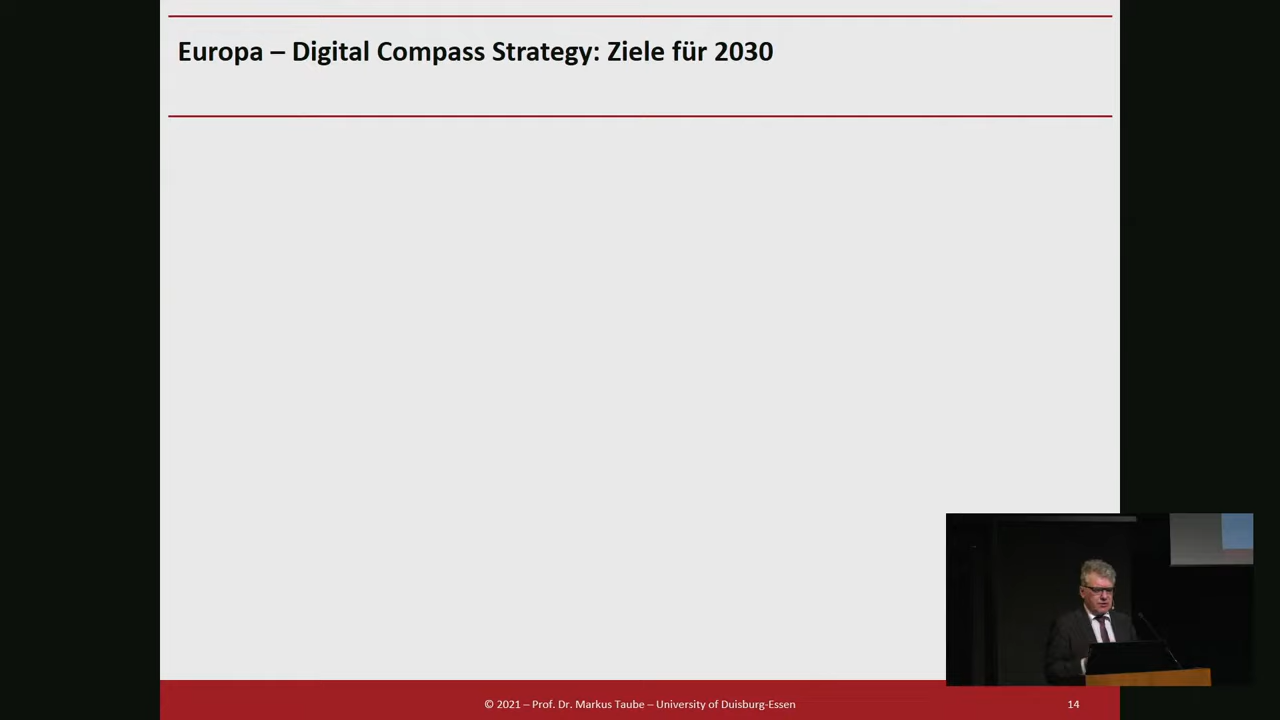 Europa – Digital Compass Strategy: Ziele für 2030
© 2021 – Prof. Dr. Markus Taube – University of Duisburg-Essen
14